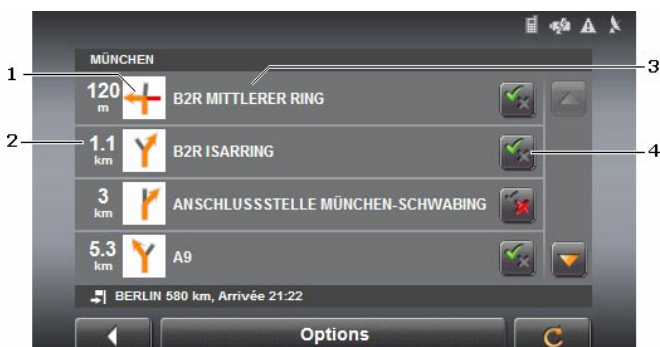 MÜNCHEN
1
120 m
B2R MITTLERER RING
3
2
1.1 km
B2R ISARRING
4
3 km
ANSCHLUSSSTELLE MÜNCHEN-SCHWABING
5.3 km
A9
BERLIN 580 km, Arrivée 21:22
Options